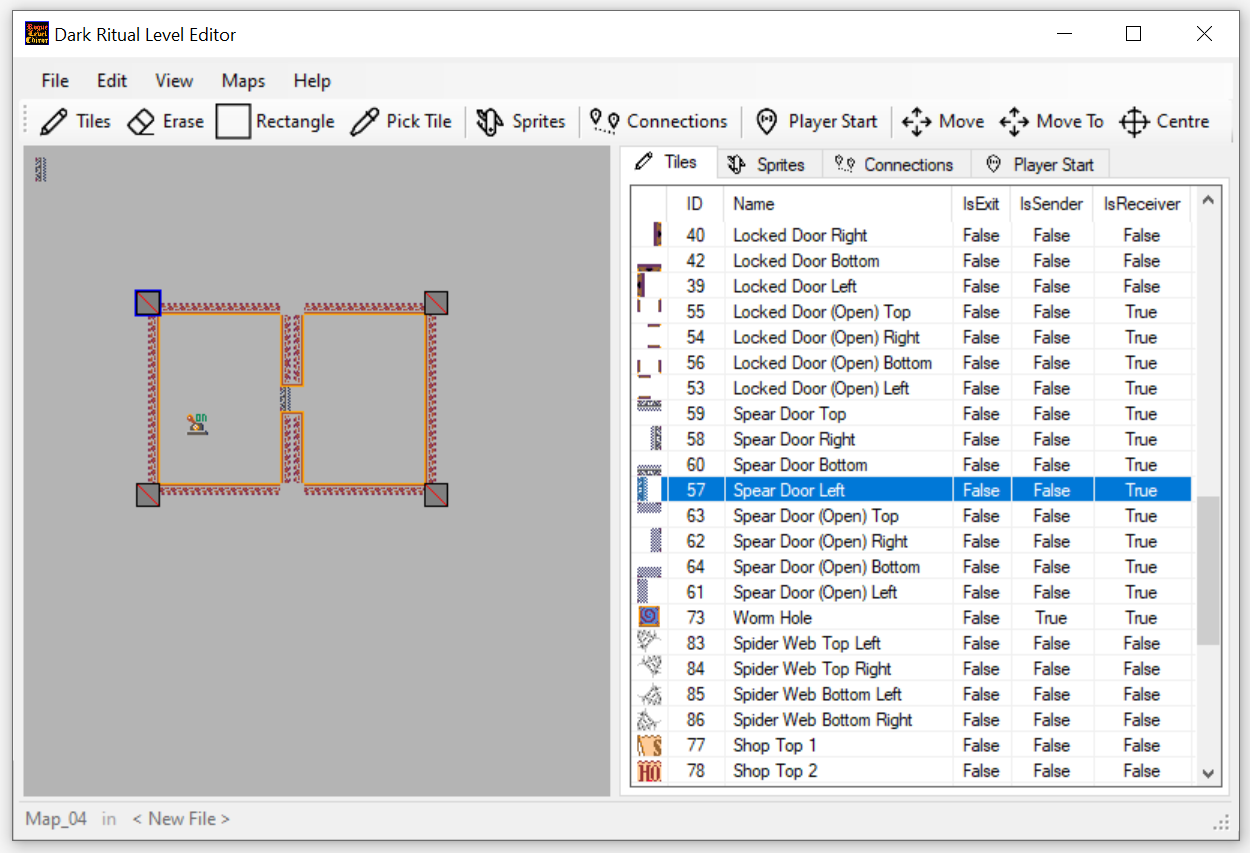 Dark Ritual Level Editor
File Edit View Maps Help
Tiles Erase Rectangle Pick Tile Sprites Connections Player Start Move Move To Centre
Tiles Sprites Connections Player Start
ID Name IsExit IsSender IsReceiver
40 Locked Door Right False False False
42 Locked Door Bottom False False False
39 Locked Door Left False False False
55 Locked Door (Open) Top False False True
54 Locked Door (Open) Right False False True
56 Locked Door (Open) Bottom False False True
53 Locked Door (Open) Left False False True
59 Spear Door Top False False True
58 Spear Door Right False False True
60 Spear Door Bottom False False True
57 Spear Door Left False False True
63 Spear Door (Open) Top False False True
62 Spear Door (Open) Right False False True
64 Spear Door (Open) Bottom False False True
61 Spear Door (Open) Left False False True
73 Worm Hole False True True
83 Spider Web Top Left False False False
84 Spider Web Top Right False False False
85 Spider Web Bottom Left False False False
86 Spider Web Bottom Right False False False
S 77 Shop Top 1 False False False
HO 78 Shop Top 2 False False False
on
Map_04 in < New File >